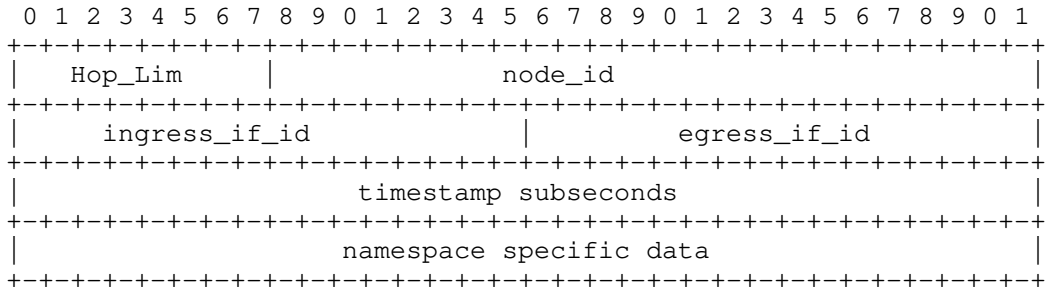 0 1 2 3 4 5 6 7 8 9 0 1 2 3 4 5 6 7 8 9 0 1 2 3 4 5 6 7 8 9 0 1
+-+-+-+-+-+-+-+-+-+-+-+-+-+-+-+-+-+-+-+-+-+-+-+-+-+-+-+-+-+-+-+-+
|   Hop_Lim     |              node_id                          |
+-+-+-+-+-+-+-+-+-+-+-+-+-+-+-+-+-+-+-+-+-+-+-+-+-+-+-+-+-+-+-+-+
|     ingress_if_id             |         egress_if_id          |
+-+-+-+-+-+-+-+-+-+-+-+-+-+-+-+-+-+-+-+-+-+-+-+-+-+-+-+-+-+-+-+-+
|                     timestamp subseconds                      |
+-+-+-+-+-+-+-+-+-+-+-+-+-+-+-+-+-+-+-+-+-+-+-+-+-+-+-+-+-+-+-+-+
|                    namespace specific data                    |
+-+-+-+-+-+-+-+-+-+-+-+-+-+-+-+-+-+-+-+-+-+-+-+-+-+-+-+-+-+-+-+-+